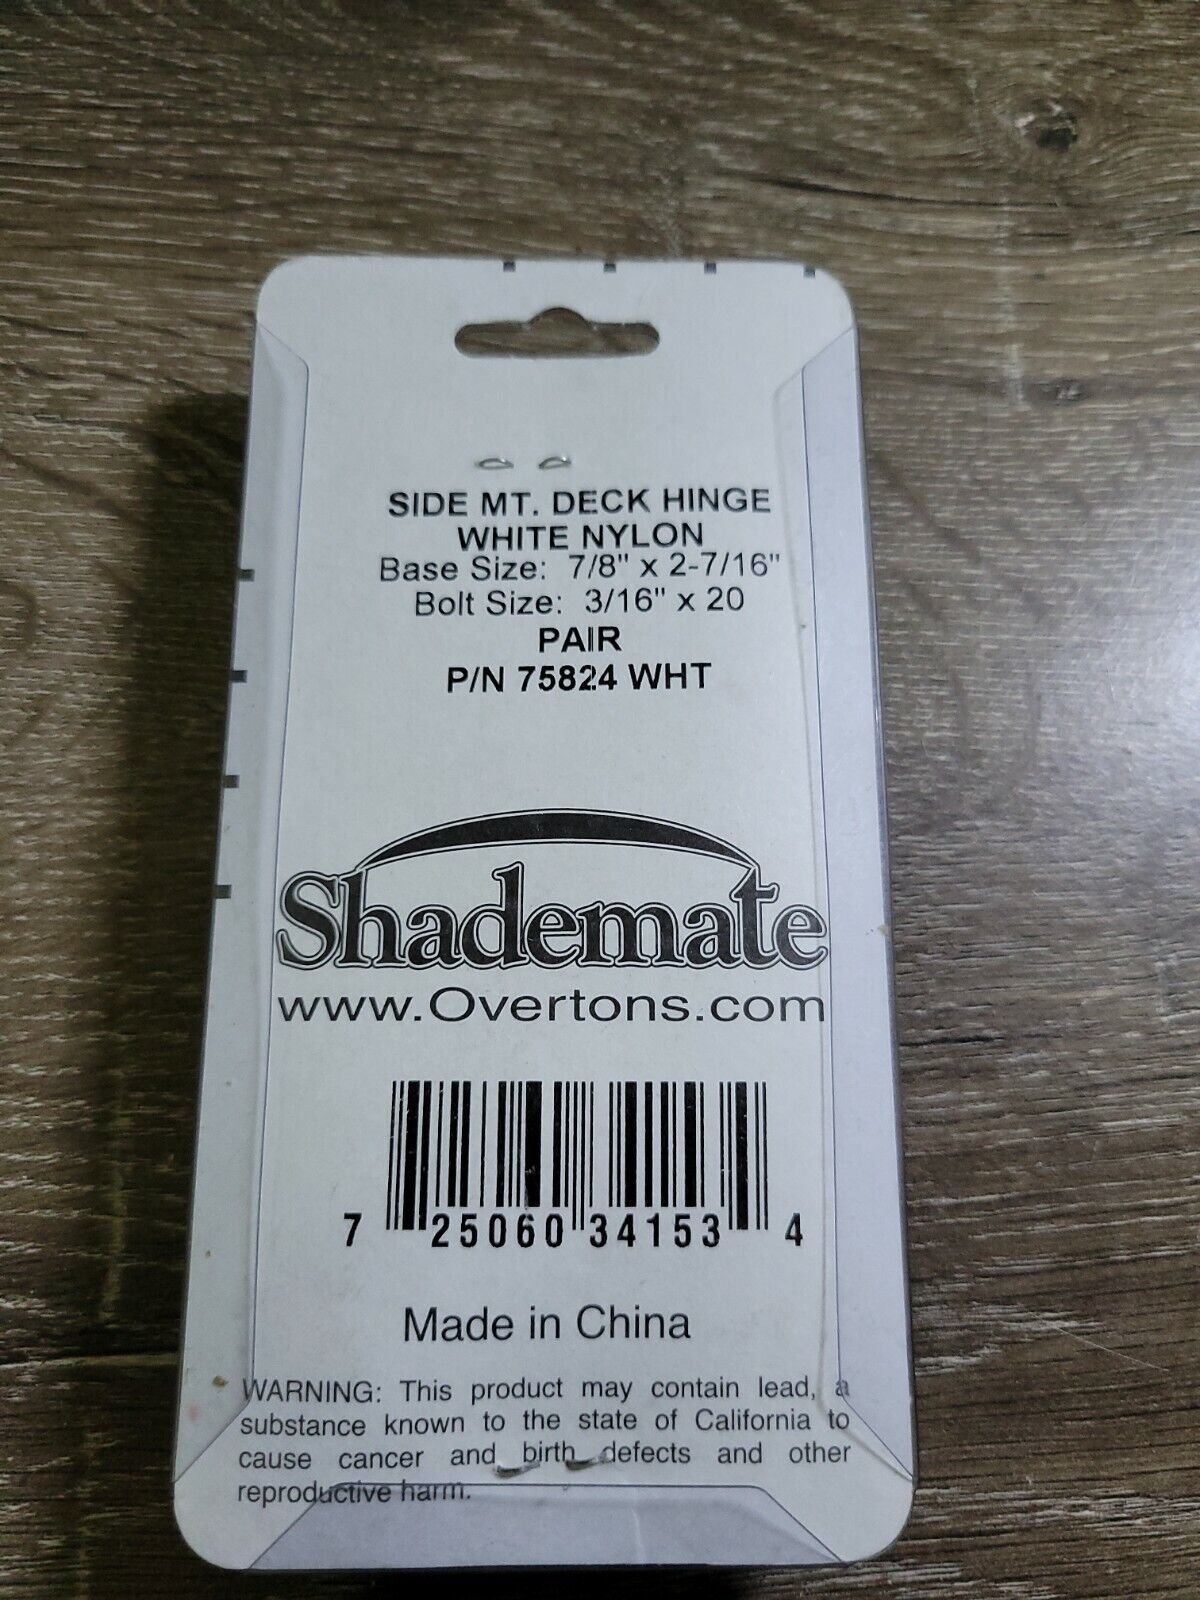 SIDE MT. DECK HINGE
WHITE NYLON
Base Size: 7/8" x 2-7/16"
Bolt Size: 3/16" x 20
PAIR
P/N 75824 WHT
Shademate
www.Overtons.com
7 25060 34153 4
Made in China
WARNING: This product may contain lead, a
substance known to the state of California to
cause cancer and birth defects and other
reproductive harm.